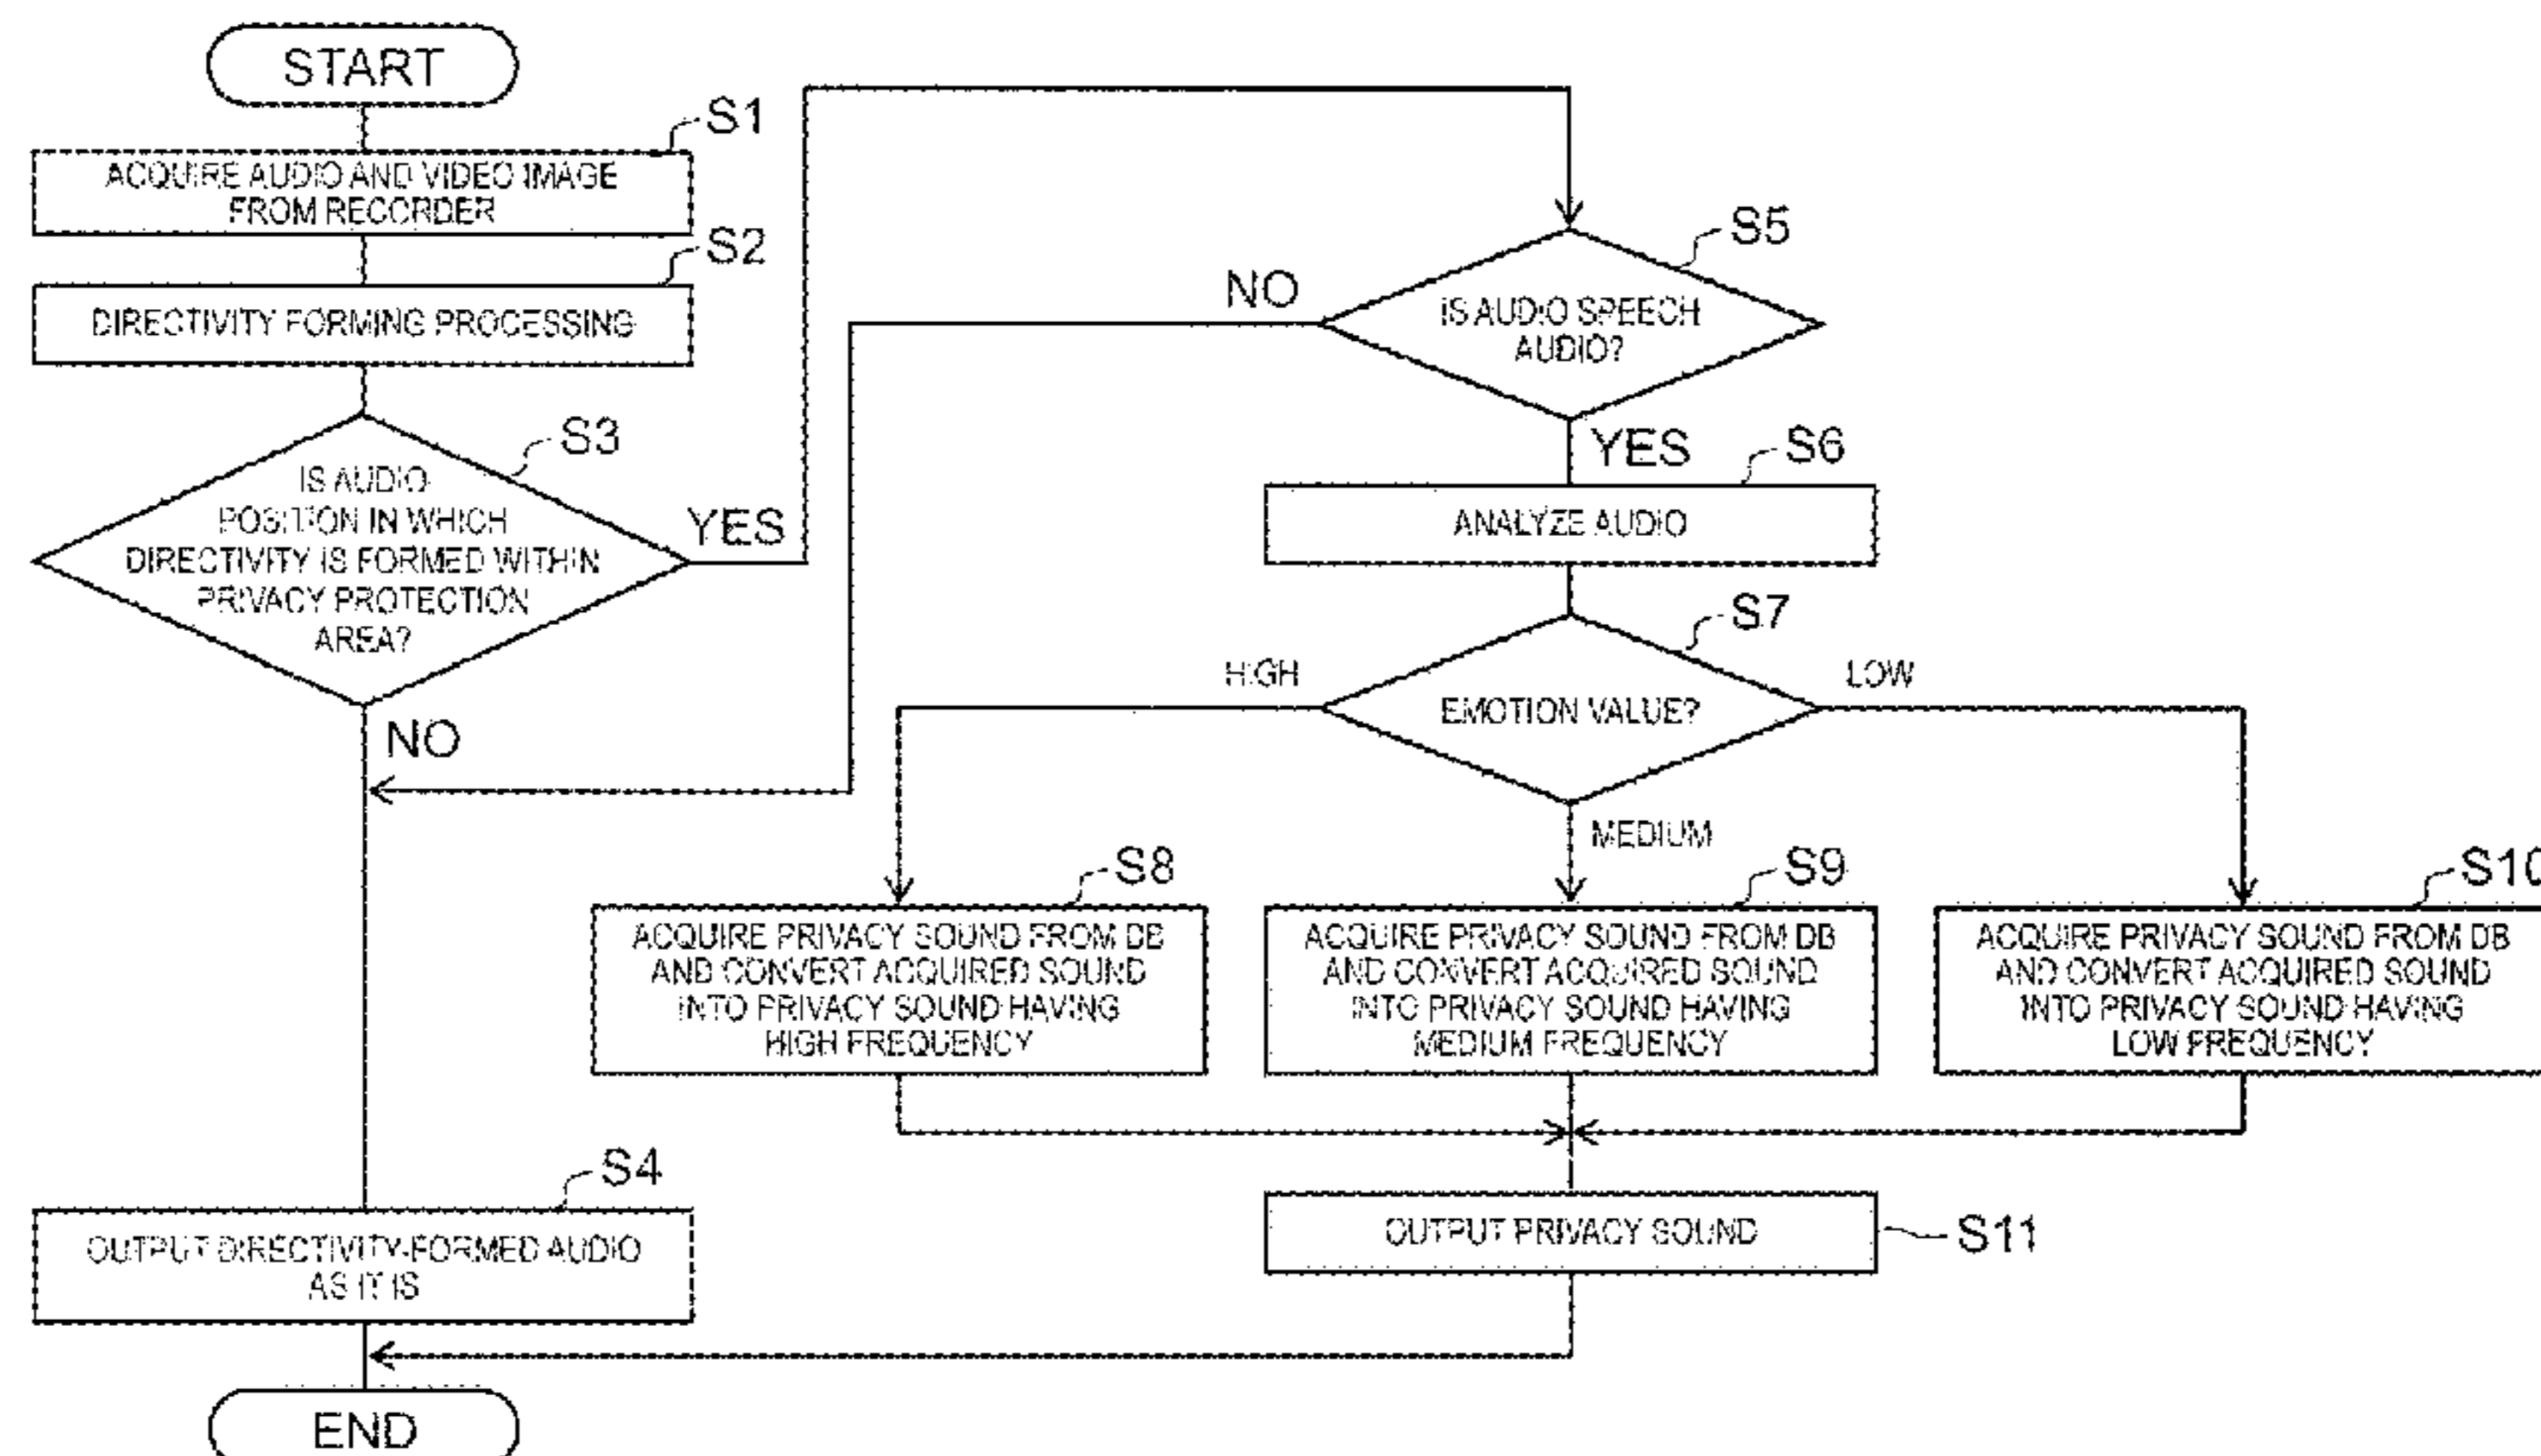 START
S1
ACQUIRE AUDIO AND VIDEO IMAGE
FROM RECORDER
S2
DIRECTIVITY FORMING PROCESSING
S3
IS AUDIO
POSITION IN WHICH
DIRECTIVITY IS FORMED WITHIN
PRIVACY PROTECTION
AREA?
YES
NO
S4
OUTPUT DIRECTIVITY-FORMED AUDIO
AS IT IS
END
S5
IS AUDIO SPEECH
AUDIO?
NO
YES
S6
ANALYZE AUDIO
S7
EMOTION VALUE?
HIGH
MEDIUM
LOW
S8
ACQUIRE PRIVACY SOUND FROM DB
AND CONVERT ACQUIRED SOUND
INTO PRIVACY SOUND HAVING
HIGH FREQUENCY
S9
ACQUIRE PRIVACY SOUND FROM DB
AND CONVERT ACQUIRED SOUND
INTO PRIVACY SOUND HAVING
MEDIUM FREQUENCY
S10
ACQUIRE PRIVACY SOUND FROM DB
AND CONVERT ACQUIRED SOUND
INTO PRIVACY SOUND HAVING
LOW FREQUENCY
OUTPUT PRIVACY SOUND
S11